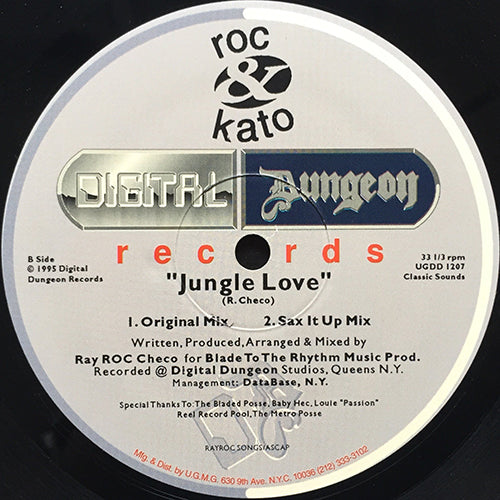 roc
&
kato
DIGITAL Dungeon
records
B Side
© 1995 Digital
Dungeon Records
33 1/3 rpm
UGDD 1207
Classic Sounds
"Jungle Love"
(R. Checo)
1. Original Mix 2. Sax It Up Mix
Written, Produced, Arranged & Mixed by
Ray ROC Checo for Blade To The Rhythm Music Prod.
Recorded @ Digital Dungeon Studios, Queens N.Y.
Management: DataBase, N.Y.
Special Thanks To: The Bladed Posse, Baby Hec, Louie "Passion"
Reel Record Pool, The Metro Posse
RAYROC SONGS/ASCAP
Mfg. & Dist. by U.G.M.G. 630 9th Ave. N.Y.C. 10036 (212) 333-3102